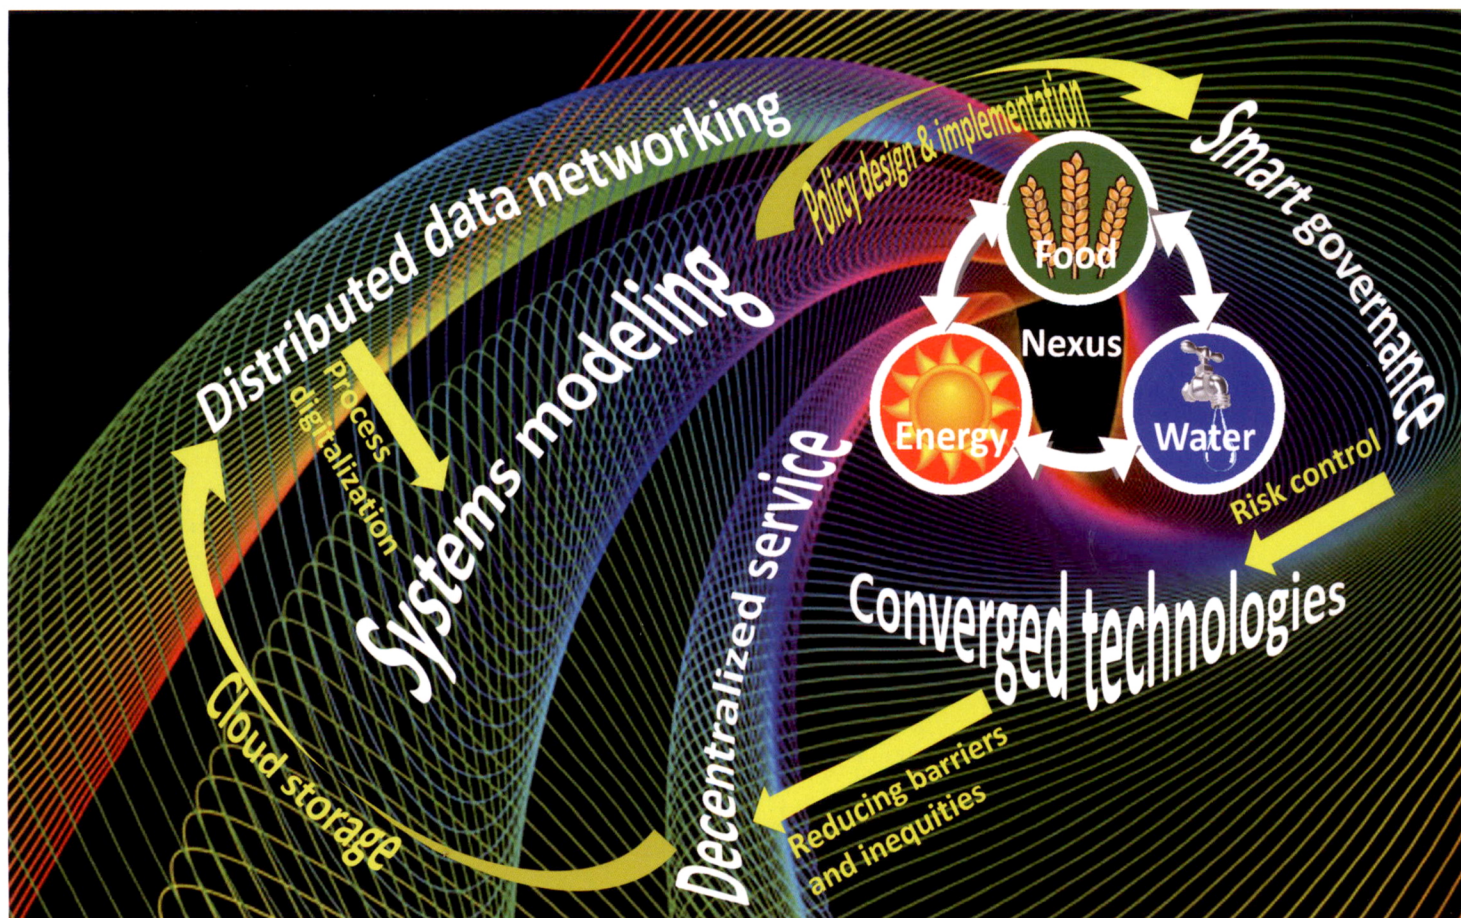 Distributed data networking
Policy design & implementation
Smart governance
Food
Nexus
Energy
Water
Process
digitalization
Systems modeling
Risk control
Decentralized service
Converged technologies
Cloud storage
Reducing barriers
and inequities